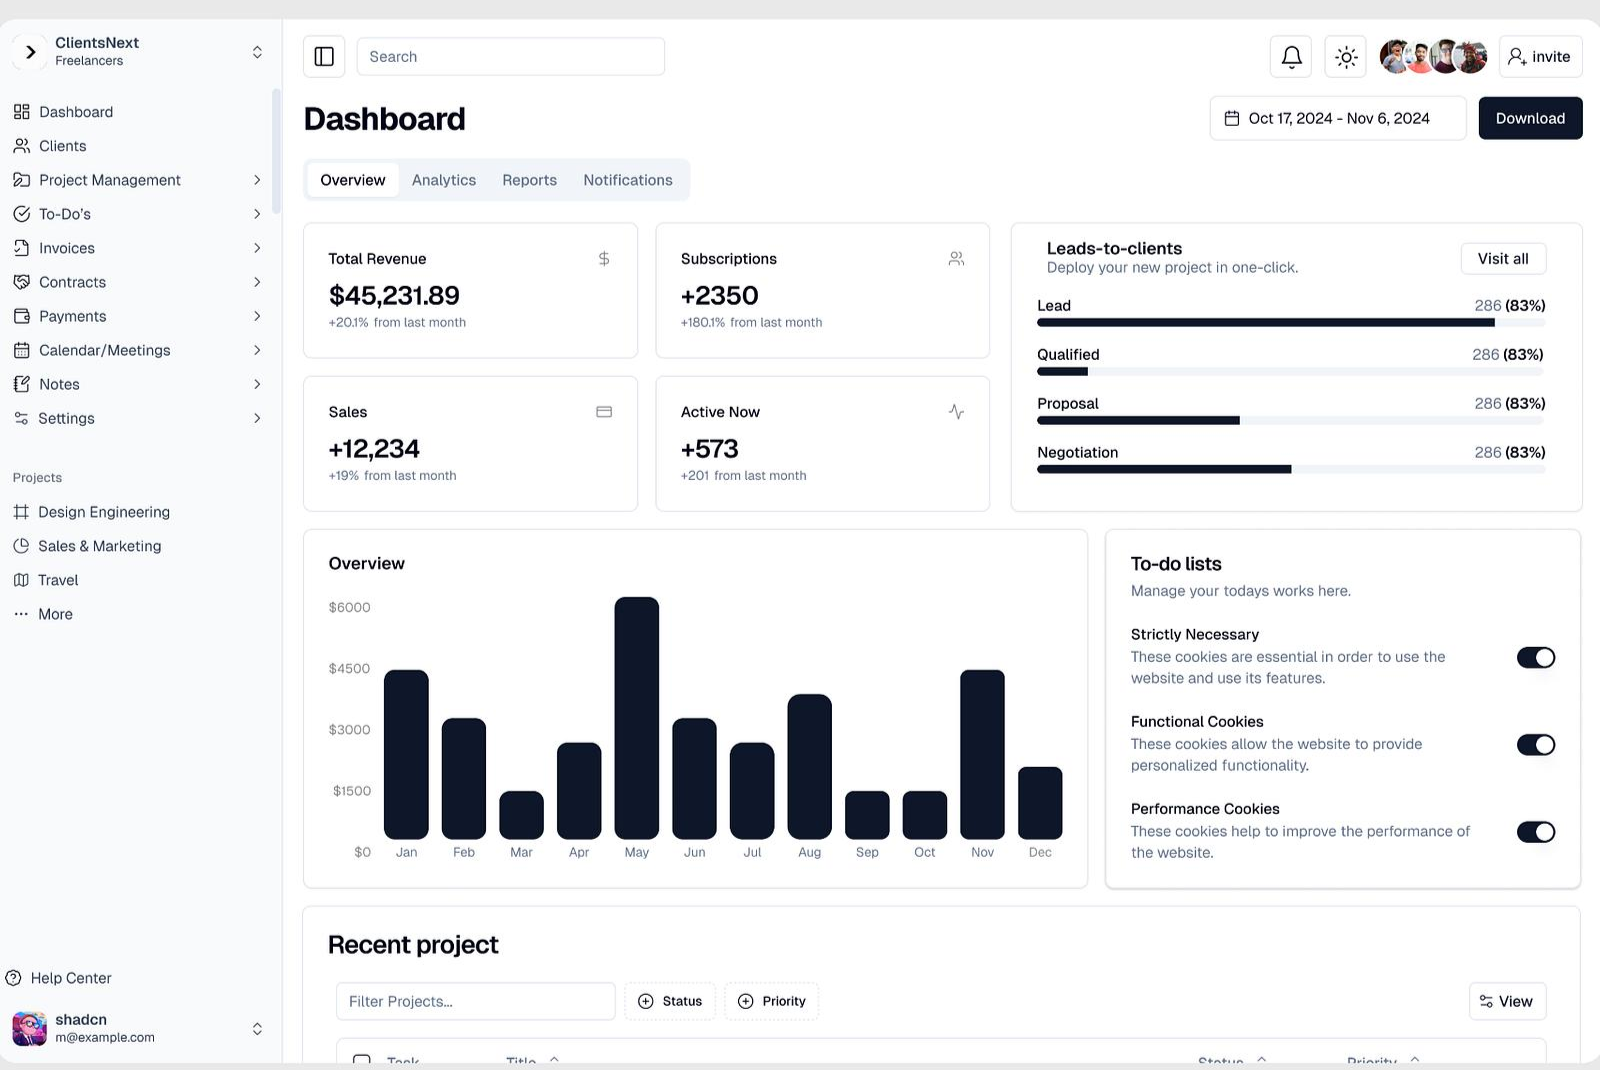 ClientsNext
Freelancers
Dashboard
Clients
Project Management
To-Do's
Invoices
Contracts
Payments
Calendar/Meetings
Notes
Settings
Projects
Design Engineering
Sales & Marketing
Travel
More
Help Center
shadcn
m@example.com
Search
invite
Dashboard
Oct 17, 2024 - Nov 6, 2024
Download
Overview Analytics Reports Notifications
Total Revenue
$
$45,231.89
+20.1% from last month
Subscriptions
+2350
+180.1% from last month
Sales
+12,234
+19% from last month
Active Now
+573
+201 from last month
Leads-to-clients
Deploy your new project in one-click.
Visit all
Lead 286 (83%)
Qualified 286 (83%)
Proposal 286 (83%)
Negotiation 286 (83%)
Overview
$6000
$4500
$3000
$1500
$0 Jan Feb Mar Apr May Jun Jul Aug Sep Oct Nov Dec
To-do lists
Manage your todays works here.
Strictly Necessary
These cookies are essential in order to use the
website and use its features.
Functional Cookies
These cookies allow the website to provide
personalized functionality.
Performance Cookies
These cookies help to improve the performance of
the website.
Recent project
Filter Projects...
Status
Priority
View
Task Title Status Priority